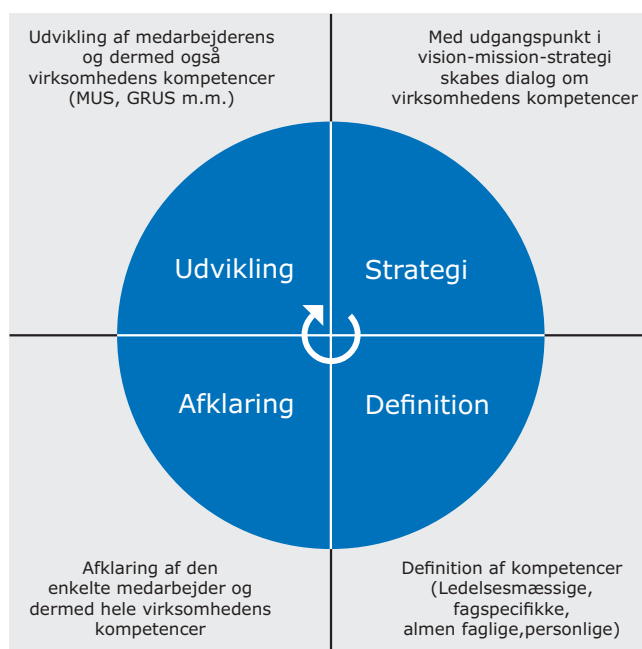 Udvikling af medarbejderens
og dermed også
virksomhedens kompetencer
(MUS, GRUS m.m.)
Med udgangspunkt i
vision-mission-strategi
skabes dialog om
virksomhedens kompetencer
Udvikling
Strategi
Afklaring
Definition
Afklaring af den
enkelte medarbejder og
dermed hele virksomhedens
kompetencer
Definition af kompetencer
(Ledelsesmæssige,
fagspecifikke,
almen faglige,personlige)